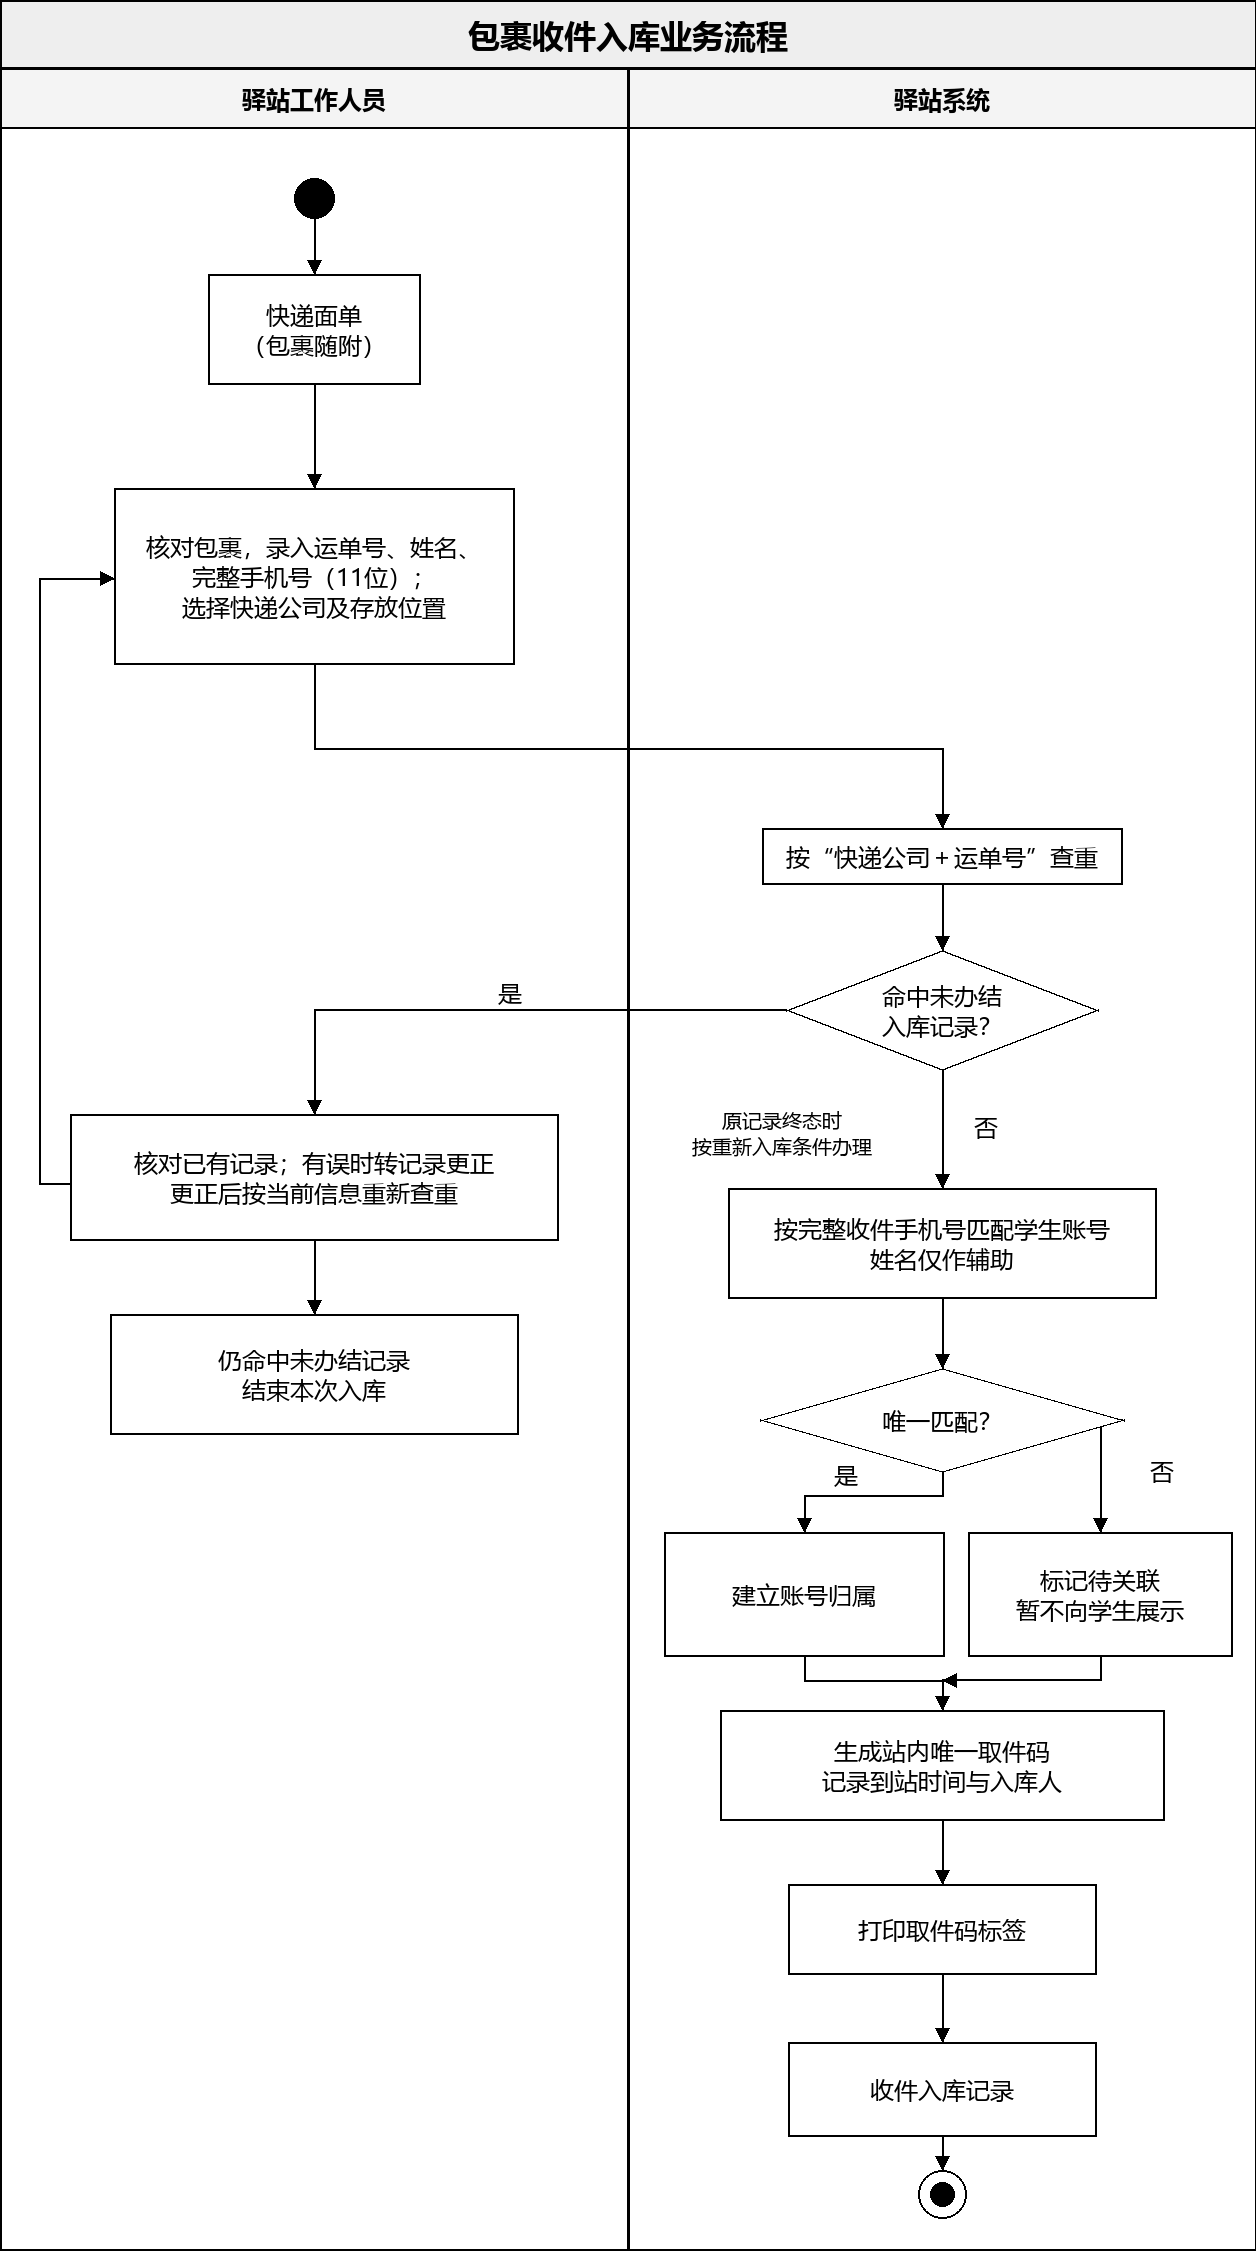 包裹收件入库业务流程
驿站工作人员
驿站系统
快递面单
（包裹随附）
核对包裹，录入运单号、姓名、
完整手机号（11位）；
选择快递公司及存放位置
按“快递公司＋运单号”查重
命中未办结
入库记录？
是
否
原记录终态时
按重新入库条件办理
核对已有记录；有误时转记录更正
更正后按当前信息重新查重
按完整收件手机号匹配学生账号
姓名仅作辅助
仍命中未办结记录
结束本次入库
唯一匹配？
是
否
建立账号归属
标记待关联
暂不向学生展示
生成站内唯一取件码
记录到站时间与入库人
打印取件码标签
收件入库记录